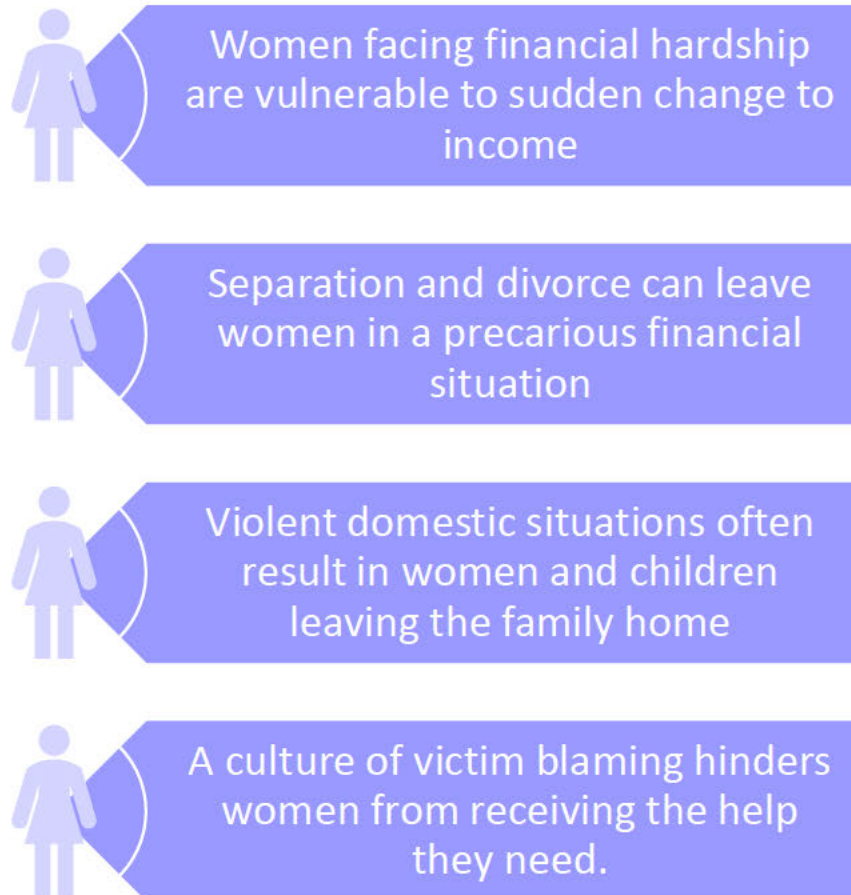 Women facing financial hardship
are vulnerable to sudden change to
income
Separation and divorce can leave
women in a precarious financial
situation
Violent domestic situations often
result in women and children
leaving the family home
A culture of victim blaming hinders
women from receiving the help
they need.